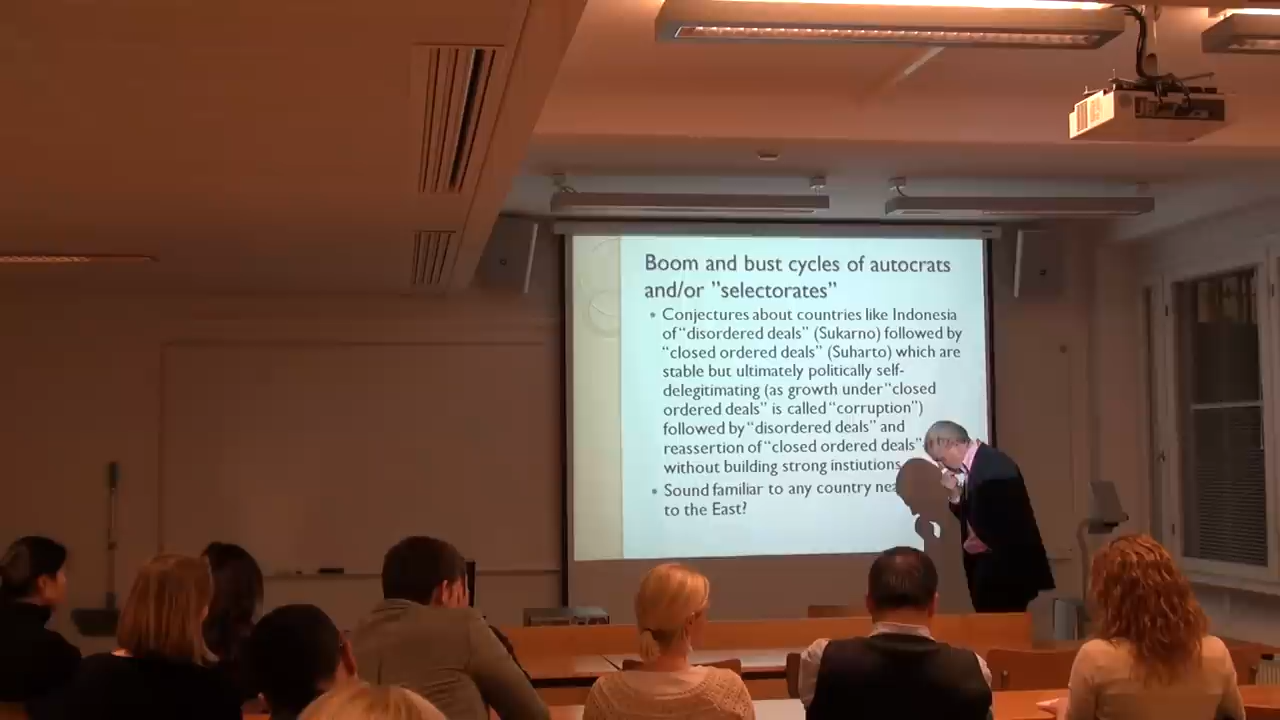 Boom and bust cycles of autocrats
and/or ”selectorates”
• Conjectures about countries like Indonesia
of “disordered deals” (Sukarno) followed by
“closed ordered deals” (Suharto) which are
stable but ultimately politically self-
delegitimating (as growth under “closed
ordered deals” is called “corruption”)
followed by “disordered deals” and
reassertion of “closed ordered deals”
without building strong instiutions
• Sound familiar to any country
to the East?